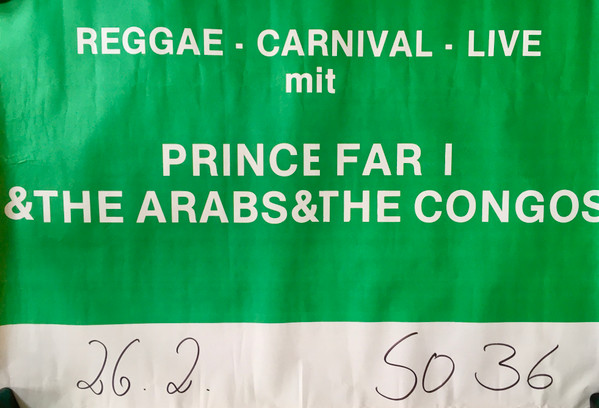 REGGAE - CARNIVAL - LIVE
mit
PRINCE FAR I
&THE ARABS&THE CONGOS
26. 2. SO 36